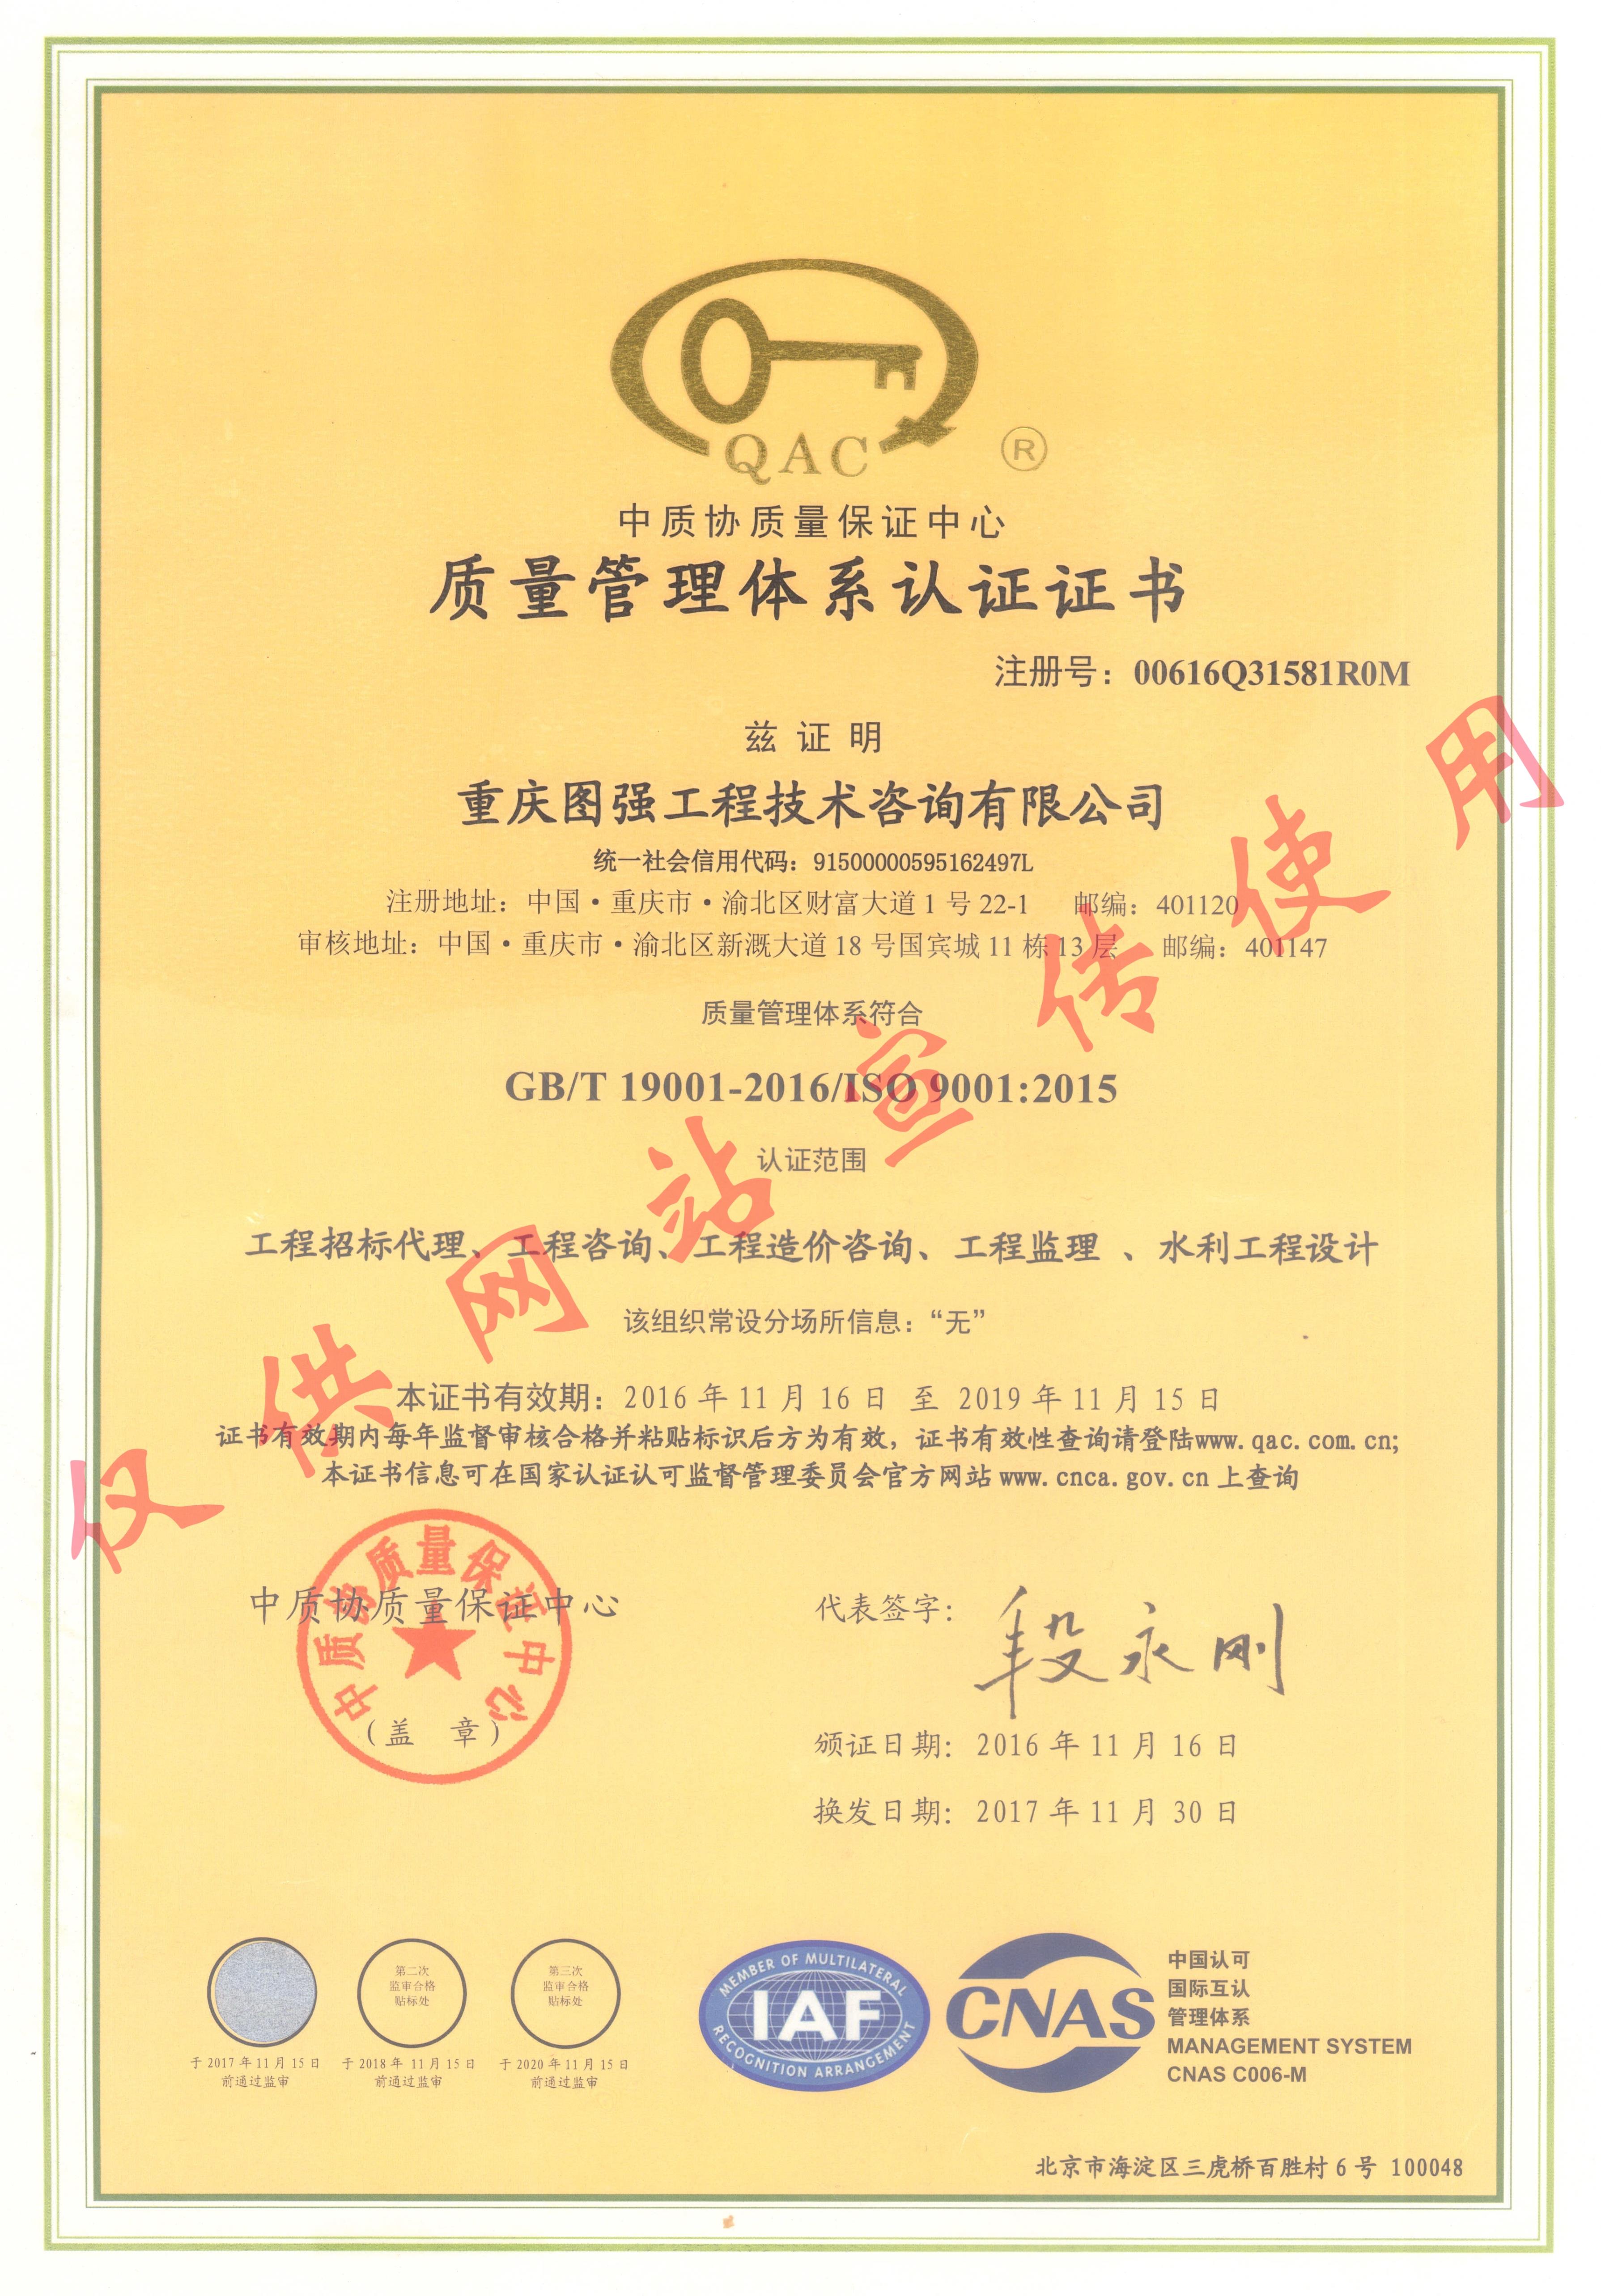 QAC
®
中质协质量保证中心
质量管理体系认证证书
注册号：00616Q31581R0M
兹证明
重庆图强工程技术咨询有限公司
统一社会信用代码：91500000595162497L
注册地址：中国·重庆市·渝北区财富大道1号22-1 邮编：401120
审核地址：中国·重庆市·渝北区新溉大道18号国宾城11栋13层 邮编：401147
质量管理体系符合
GB/T 19001-2016/ISO 9001:2015
认证范围
工程招标代理、工程咨询、工程造价咨询、工程监理 、水利工程设计
该组织常设分场所信息：“无”
本证书有效期：2016年11月16日 至 2019年11月15日
证书有效期内每年监督审核合格并粘贴标识后方为有效，证书有效性查询请登陆www.qac.com.cn;
本证书信息可在国家认证认可监督管理委员会官方网站www.cnca.gov.cn上查询
中质协质量保证中心
中质协质量保证中心
（盖 章）
代表签字：段永刚
颁证日期：2016年11月16日
换发日期：2017年11月30日
于2017年11月15日
前通过监审
第二次
监审合格
贴标处
于2018年 11月15日
前通过监审
第三次
监审合格
贴标处
于2020年11月15日
前通过监审
MEMBER OF MULTILATERAL
IAF
RECOGNITION ARRANGEMENT
CNAS
中国认可
国际互认
管理体系
MANAGEMENT SYSTEM
CNAS C006-M
北京市海淀区三虎桥百胜村6号 100048
仅供网站宣传使用